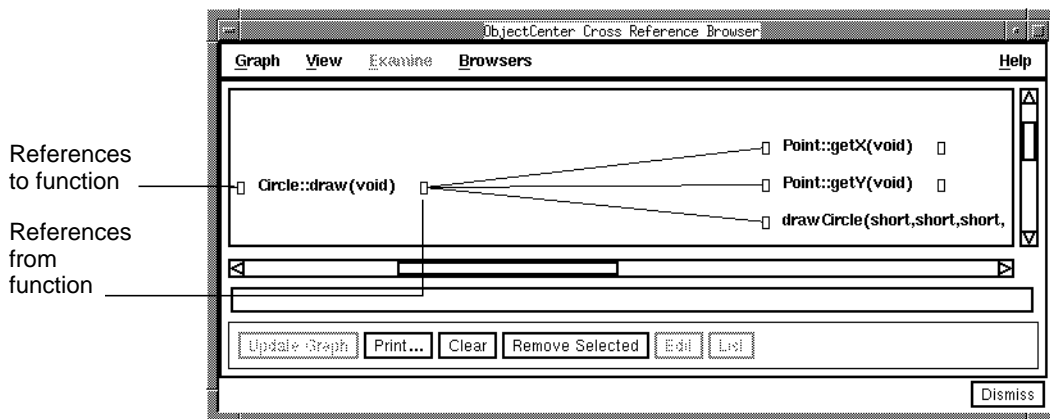 ObjectCenter Cross Reference Browser
Graph View Examine Browsers Help
References
to function
Circle::draw(void)
Point::getX(void)
Point::getY(void)
drawCircle(short,short,short,
References
from
function
Update Graph Print... Clear Remove Selected Edit List
Dismiss